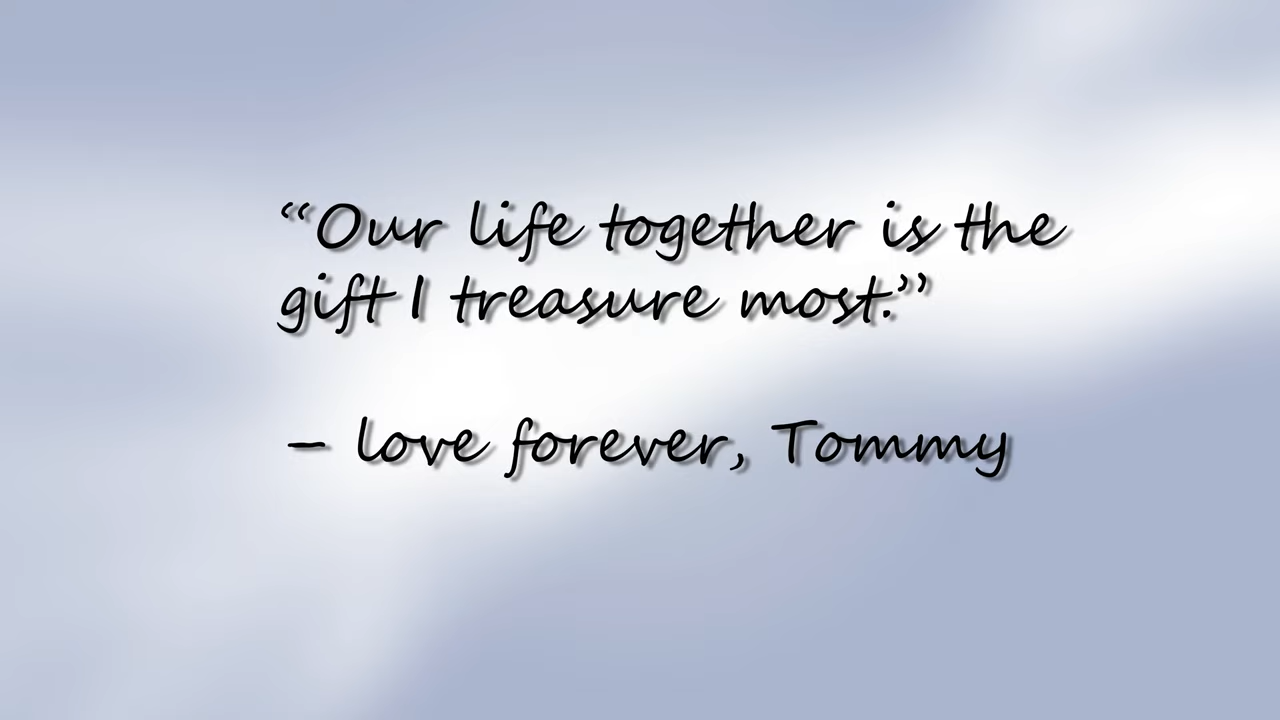 “Our life together is the
gift I treasure most.”
– love forever, Tommy